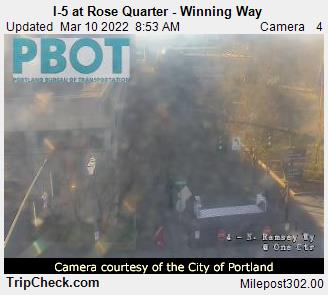 I-5 at Rose Quarter - Winning Way
Updated Mar 10 2022 8:53 AM Camera 4
PBOT
PORTLAND BUREAU OF TRANSPORTATION
4 - N. Ramsay Wy
@ One Ctr
Camera courtesy of the City of Portland
TripCheck.com Milepost302.00